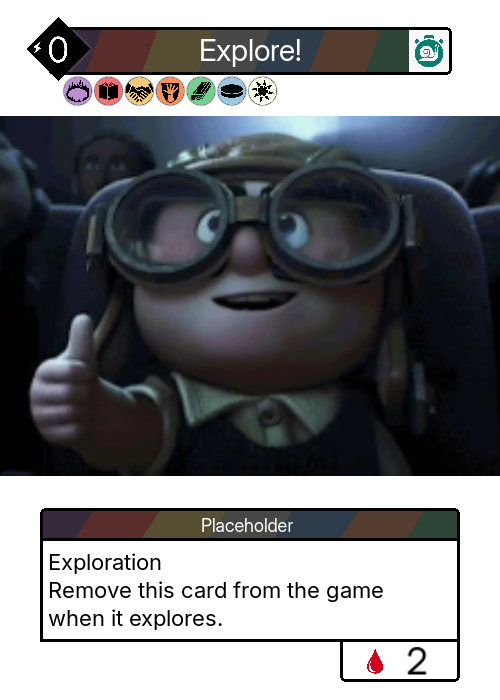 0
Explore!
Placeholder
Exploration
Remove this card from the game
when it explores.
2